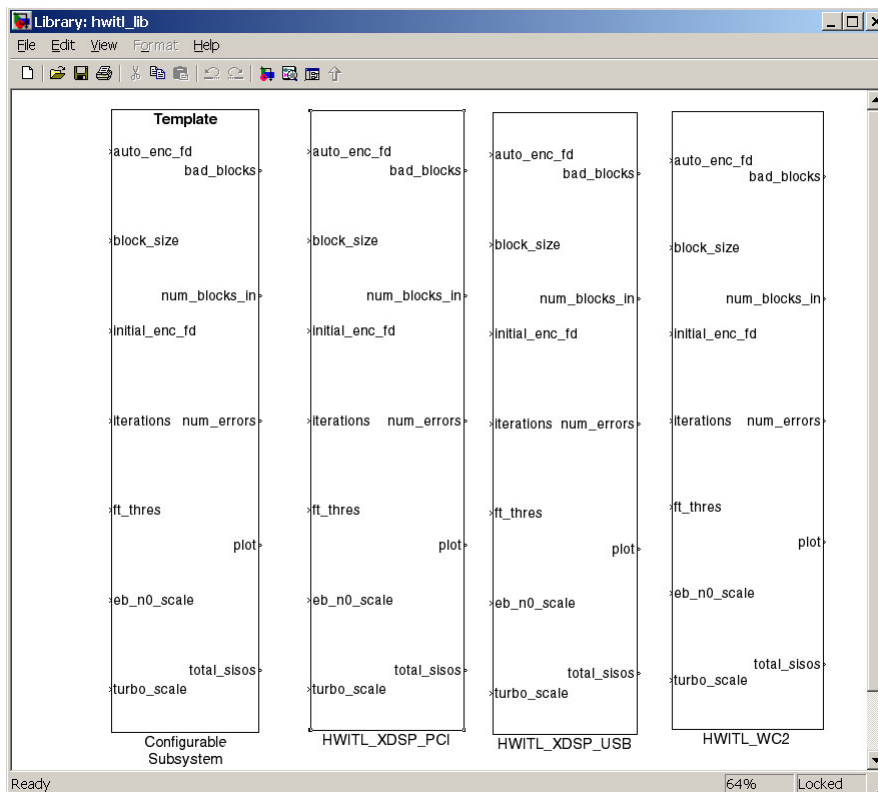 Library: hwitl_lib
File Edit View Format Help
Template
auto_enc_fd
bad_blocks
block_size
num_blocks_in
initial_enc_fd
iterations num_errors
ft_thres
plot
eb_n0_scale
total_sisos
turbo_scale
Configurable
Subsystem
auto_enc_fd
bad_blocks
block_size
num_blocks_in
initial_enc_fd
iterations num_errors
ft_thres
plot
eb_n0_scale
total_sisos
turbo_scale
HWITL_XDSP_PCI
auto_enc_fd
bad_blocks
block_size
num_blocks_in
initial_enc_fd
iterations num_errors
ft_thres
plot
eb_n0_scale
total_sisos
turbo_scale
HWITL_XDSP_USB
auto_enc_fd
bad_blocks
block_size
num_blocks_in
initial_enc_fd
iterations num_errors
ft_thres
plot
eb_n0_scale
total_sisos
turbo_scale
HWITL_WC2
Ready 64% Locked